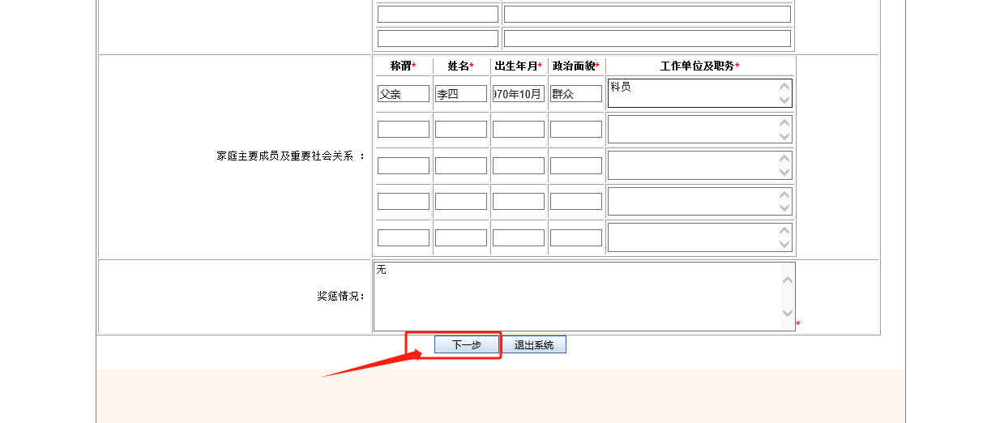 称谓* 姓名* 出生年月* 政治面貌* 工作单位及职务*
父亲 李四 70年10月 群众 科员
家庭主要成员及重要社会关系 ：
无
奖惩情况： *
下一步 退出系统